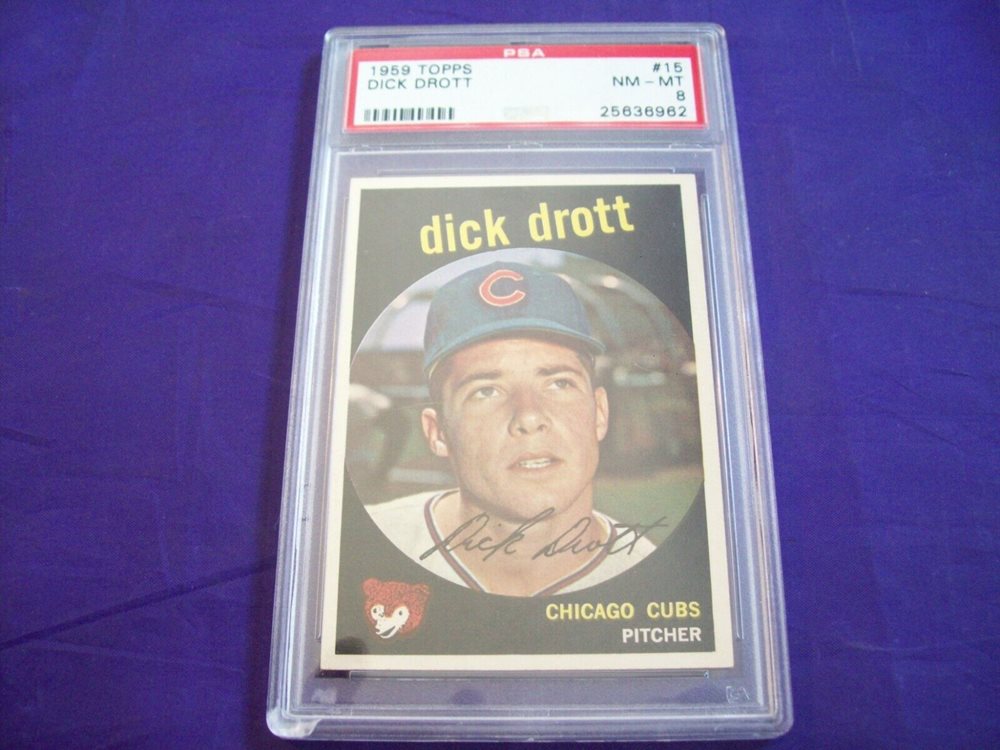 PSA
1959 TOPPS #15
DICK DROTT NM - MT
8
25636962
dick drott
C
Dick Drott
CHICAGO CUBS
PITCHER